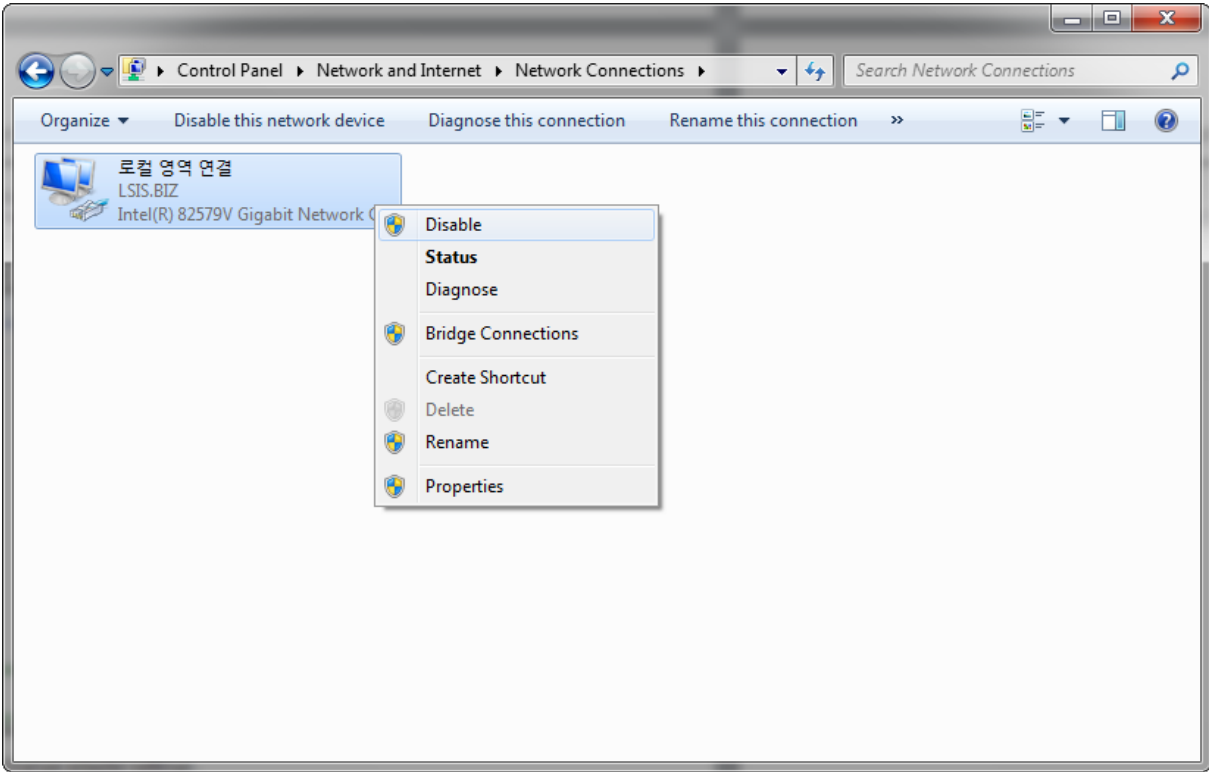 Control Panel Network and Internet Network Connections Search Network Connections
Organize Disable this network device Diagnose this connection Rename this connection »
로컬 영역 연결
LSIS.BIZ
Intel(R) 82579V Gigabit Network
Disable
Status
Diagnose
Bridge Connections
Create Shortcut
Delete
Rename
Properties